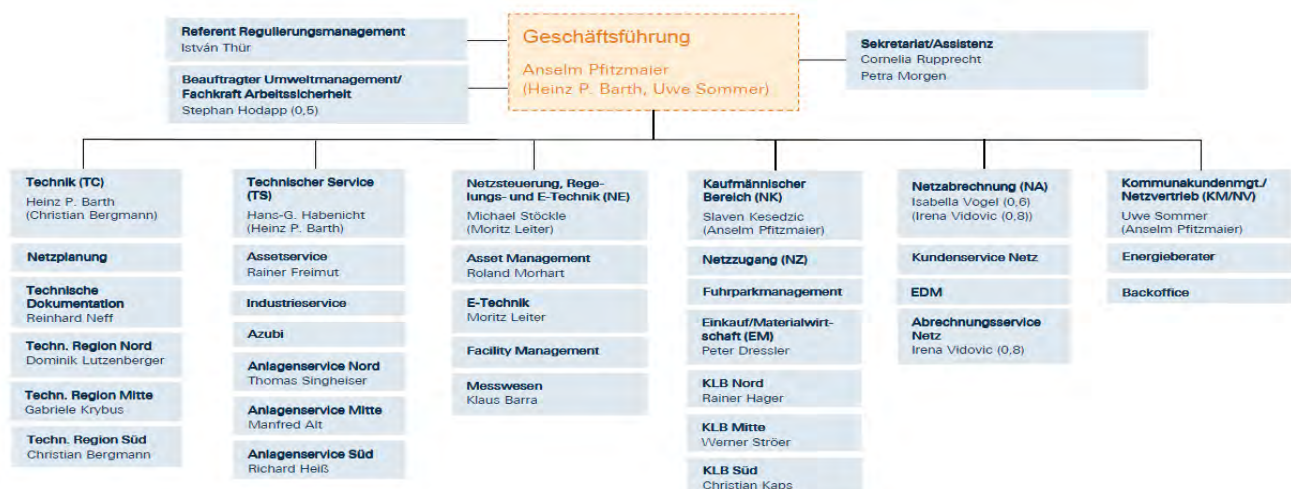 Referent Regulierungsmanagement
István Thür
Beauftragter Umweltmanagement/
Fachkraft Arbeitssicherheit
Stephan Hodapp (0,5)
Geschäftsführung
Anselm Pfitzmaier
(Heinz P. Barth, Uwe Sommer)
Sekretariat/Assistenz
Cornelia Rupprecht
Petra Morgen
Technik (TC)
Heinz P. Barth
(Christian Bergmann)
Netzplanung
Technische
Dokumentation
Reinhard Neff
Techn. Region Nord
Dominik Lutzenberger
Techn. Region Mitte
Gabriele Krybus
Techn. Region Süd
Christian Bergmann
Technischer Service
(TS)
Hans-G. Habenicht
(Heinz P. Barth)
Assetservice
Rainer Freimut
Industrieservice
Azubi
Anlagenservice Nord
Thomas Singheiser
Anlagenservice Mitte
Manfred Alt
Anlagenservice Süd
Richard Heiß
Netzsteuerung, Rege-
lungs- und E-Technik (NE)
Michael Stöckle
(Moritz Leiter)
Asset Management
Roland Morhart
E-Technik
Moritz Leiter
Facility Management
Messwesen
Klaus Barra
Kaufmännischer
Bereich (NK)
Slaven Kesedzic
(Anselm Pfitzmaier)
Netzzugang (NZ)
Fuhrparkmanagement
Einkauf/Materialwirt-
schaft (EM)
Peter Dressler
KLB Nord
Rainer Hager
KLB Mitte
Werner Ströer
KLB Süd
Christian Kaps
Netzabrechnung (NA)
Isabella Vogel (0,6)
(Irena Vidovic (0,8))
Kundenservice Netz
EDM
Abrechnungsservice
Netz
Irena Vidovic (0,8)
Kommunakundenmgt./
Netzvertrieb (KM/NV)
Uwe Sommer
(Anselm Pfitzmaier)
Energieberater
Backoffice